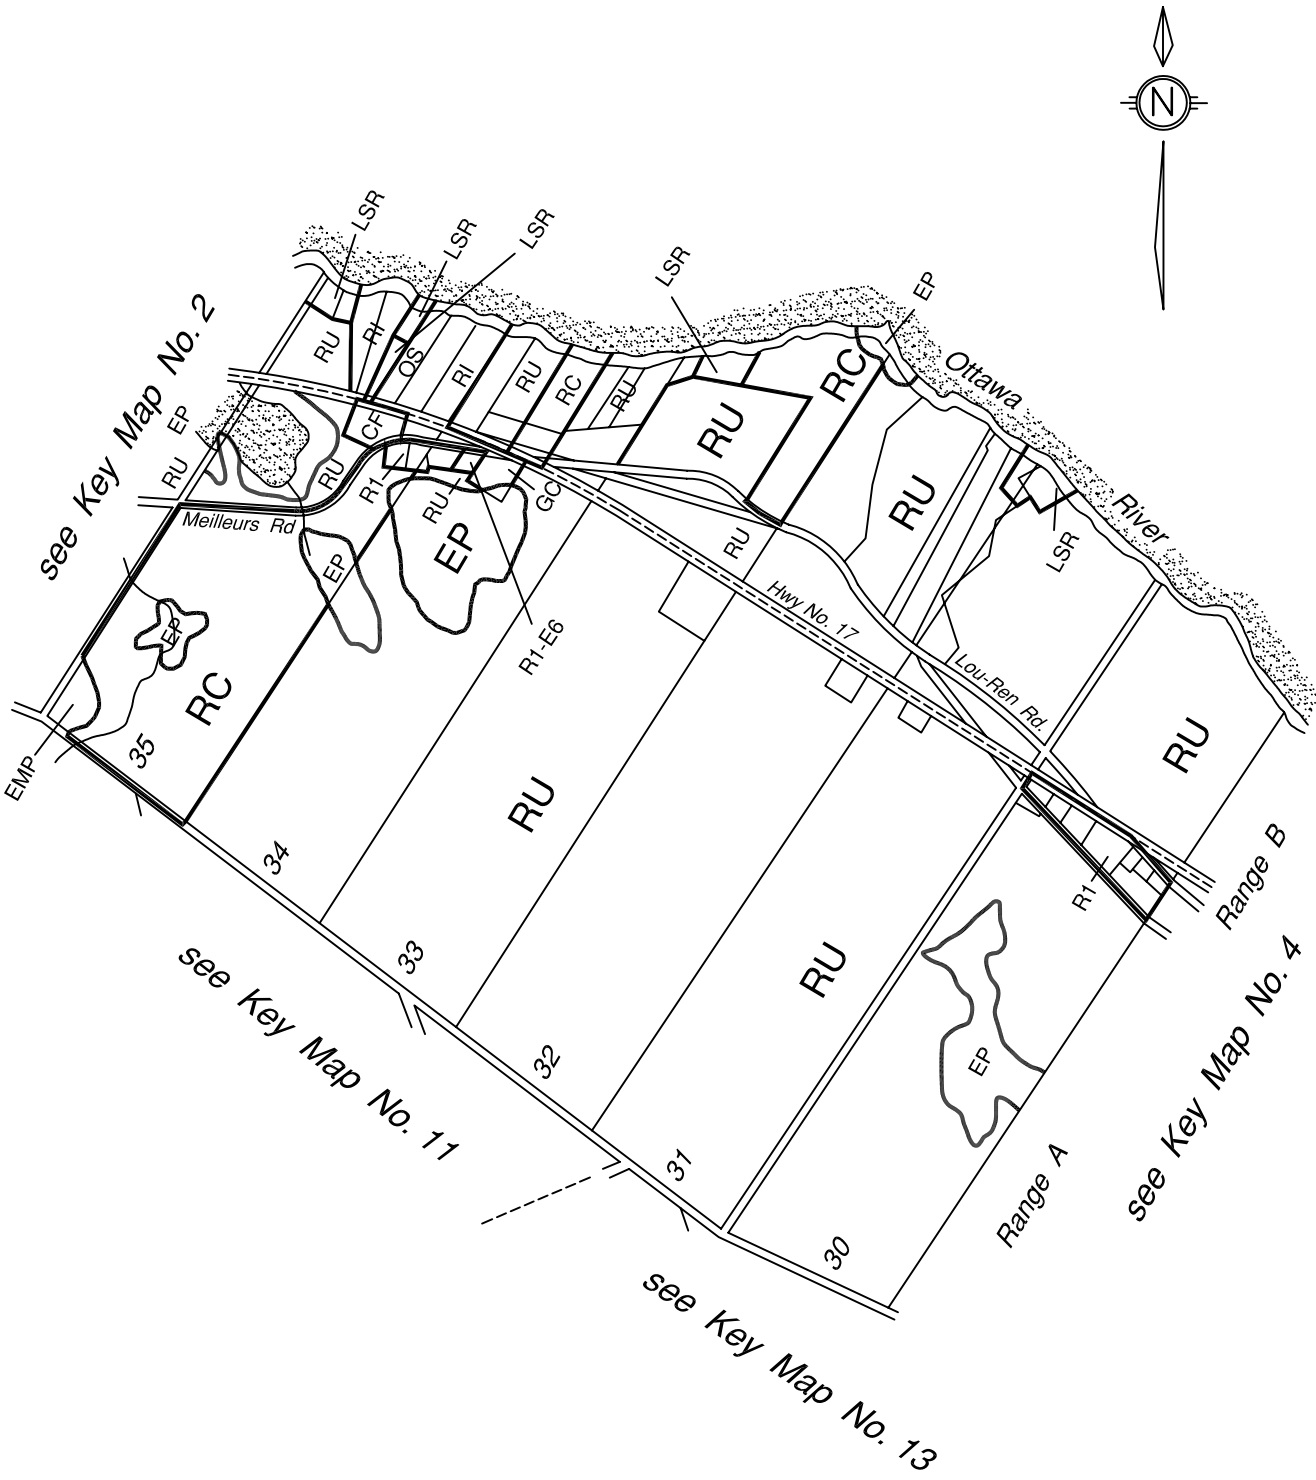 N
LSR
LSR
LSR
LSR
EP
see Key Map No. 2
RU
RI
OS
RI
RU
RC
RU
RU
RC
Ottawa
River
EP
CF
RU
RU
R1
RU
GC
EP
RU
RU
LSR
Meilleurs Rd
EP
Hwy No. 17
R1-E6
EP
Lou-Ren Rd.
RC
RU
35
EMP
RU
34
R1
Range B
33
RU
see Key Map No. 11
32
EP
see Key Map No. 4
31
Range A
30
see Key Map No. 13